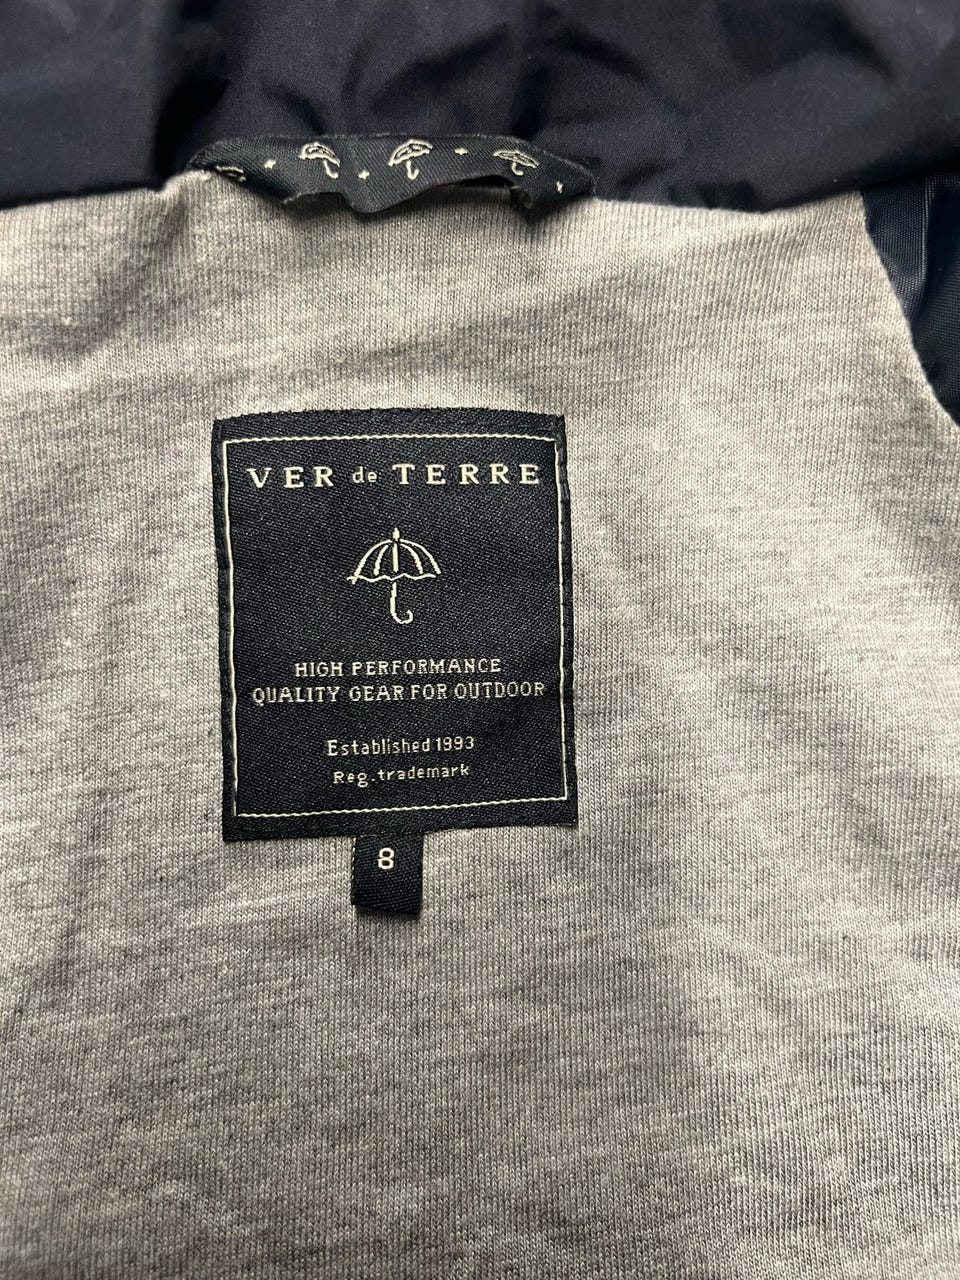 VER de TERRE
HIGH PERFORMANCE
QUALITY GEAR FOR OUTDOOR
Established 1993
Reg.trademark
8